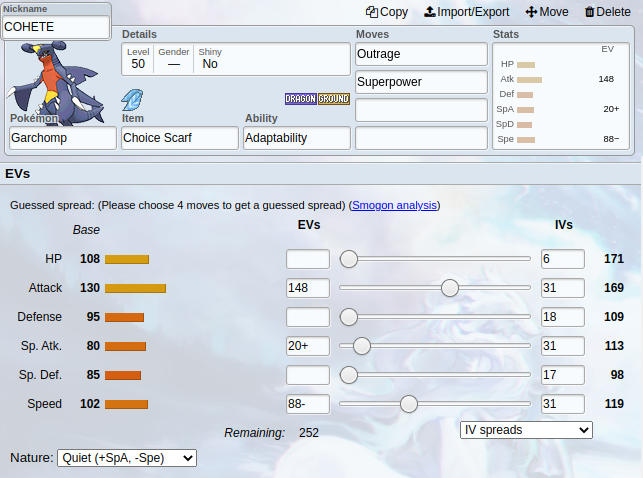 Nickname
COHETE
Copy Import/Export Move Delete
Details
Level Gender Shiny
50 — No
DRAGON GROUND
Pokémon Item Ability
Garchomp Choice Scarf Adaptability
Moves
Outrage
Superpower
Stats
EV
HP
Atk 148
Def
SpA 20+
SpD
Spe 88−
EVs
Guessed spread: (Please choose 4 moves to get a guessed spread) (Smogon analysis)
Base EVs IVs
HP 108 6 171
Attack 130 148 31 169
Defense 95 18 109
Sp. Atk. 80 20+ 31 113
Sp. Def. 85 17 98
Speed 102 88- 31 119
Remaining: 252 IV spreads
Nature: Quiet (+SpA, -Spe)